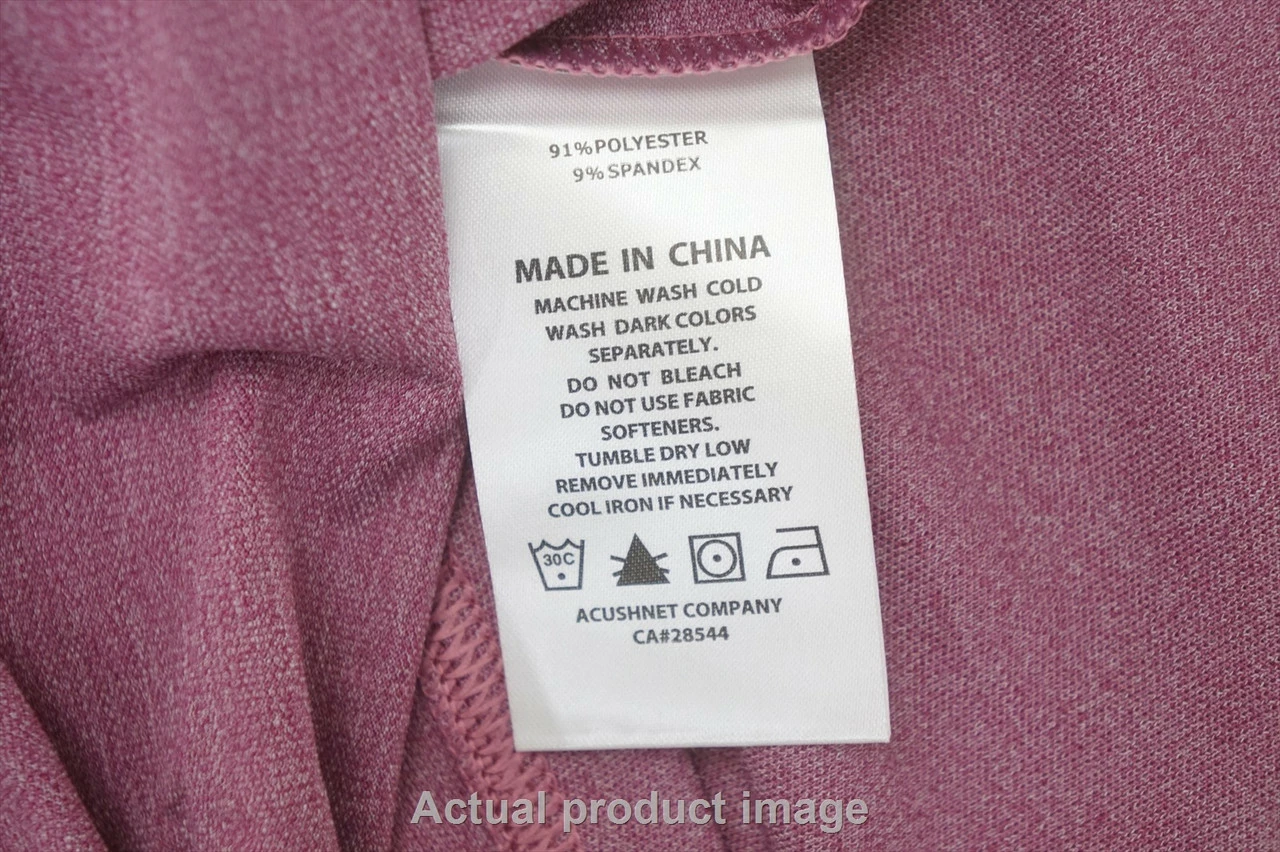 91%POLYESTER
9%SPANDEX
MADE IN CHINA
MACHINE WASH COLD
WASH DARK COLORS
SEPARATELY.
DO NOT BLEACH
DO NOT USE FABRIC
SOFTENERS.
TUMBLE DRY LOW
REMOVE IMMEDIATELY
COOL IRON IF NECESSARY
30C
ACUSHNET COMPANY
CA#28544
Actual product image